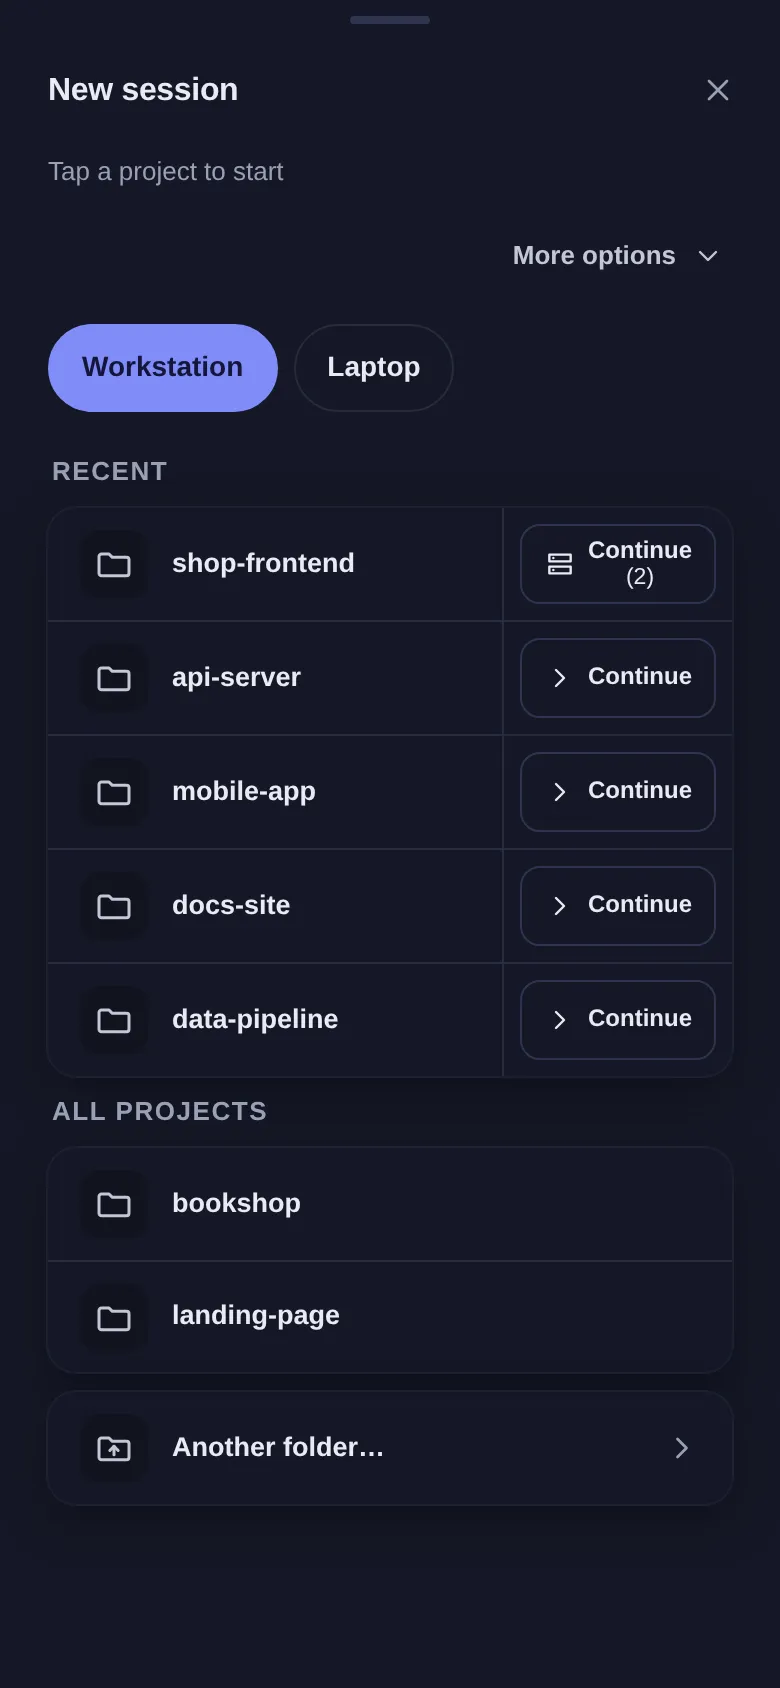 New session
Tap a project to start
More options
Workstation
Laptop
RECENT
shop-frontend
Continue
(2)
api-server
Continue
mobile-app
Continue
docs-site
Continue
data-pipeline
Continue
ALL PROJECTS
bookshop
landing-page
Another folder…